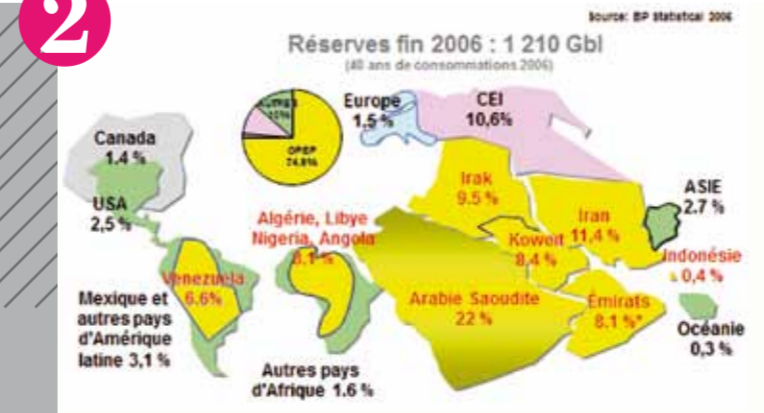 2
Source: BP statistical 2006
Réserves fin 2006 : 1 210 Gbl
(40 ans de consommations 2006)
AUTRES
10%
OPEP
Europe
1,5 %
CEI
10,6%
Canada
1.4 %
USA
2,5 %
Irak
9.5 %
ASIE
2.7 %
Algérie, Libye
Nigeria, Angola
8.1 %
Koweit
8,4 %
Iran
11,4 %
Indonésie
0,4 %
Venezuela
6.6%
Arabie Saoudite
22 %
Émirats
8.1 %*
Océanie
0,3 %
Mexique et
autres pays
d'Amérique
latine 3,1 %
Autres pays
d'Afrique 1.6 %